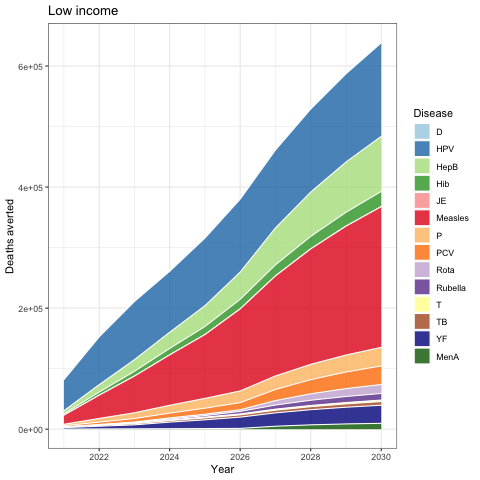 Low income
Deaths averted
6e+05
4e+05
2e+05
0e+00
2022
2024
2026
2028
2030
Year
Disease
D
HPV
HepB
Hib
JE
Measles
P
PCV
Rota
Rubella
T
TB
YF
MenA